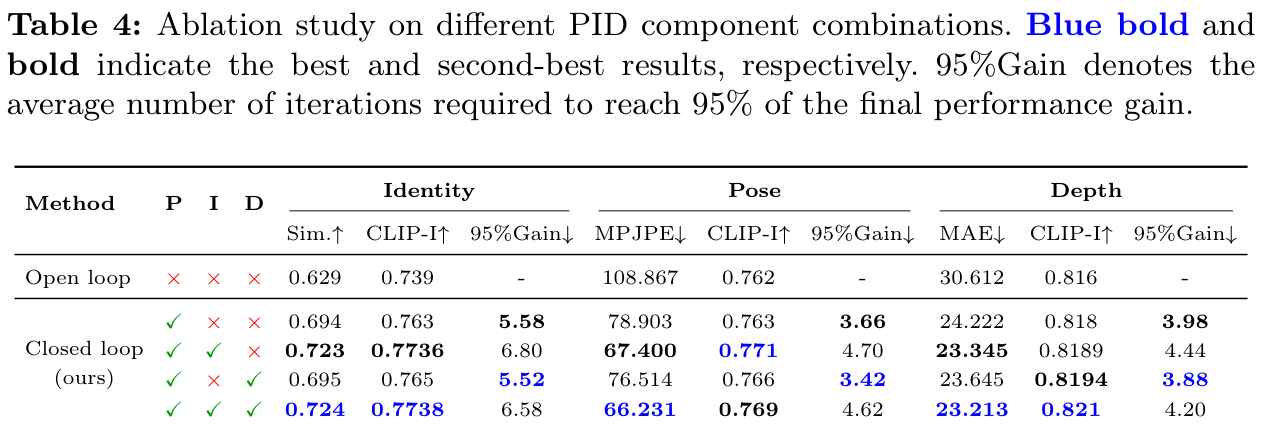 Table 4: Ablation study on different PID component combinations. Blue bold and
bold indicate the best and second-best results, respectively. 95%Gain denotes the
average number of iterations required to reach 95% of the final performance gain.
Method P I D Identity Pose Depth
Sim.↑ CLIP-I↑ 95%Gain↓ MPJPE↓ CLIP-I↑ 95%Gain↓ MAE↓ CLIP-I↑ 95%Gain↓
Open loop × × × 0.629 0.739 - 108.867 0.762 - 30.612 0.816 -
✓ × × 0.694 0.763 5.58 78.903 0.763 3.66 24.222 0.818 3.98
Closed loop ✓ ✓ × 0.723 0.7736 6.80 67.400 0.771 4.70 23.345 0.8189 4.44
(ours) ✓ × ✓ 0.695 0.765 5.52 76.514 0.766 3.42 23.645 0.8194 3.88
✓ ✓ ✓ 0.724 0.7738 6.58 66.231 0.769 4.62 23.213 0.821 4.20